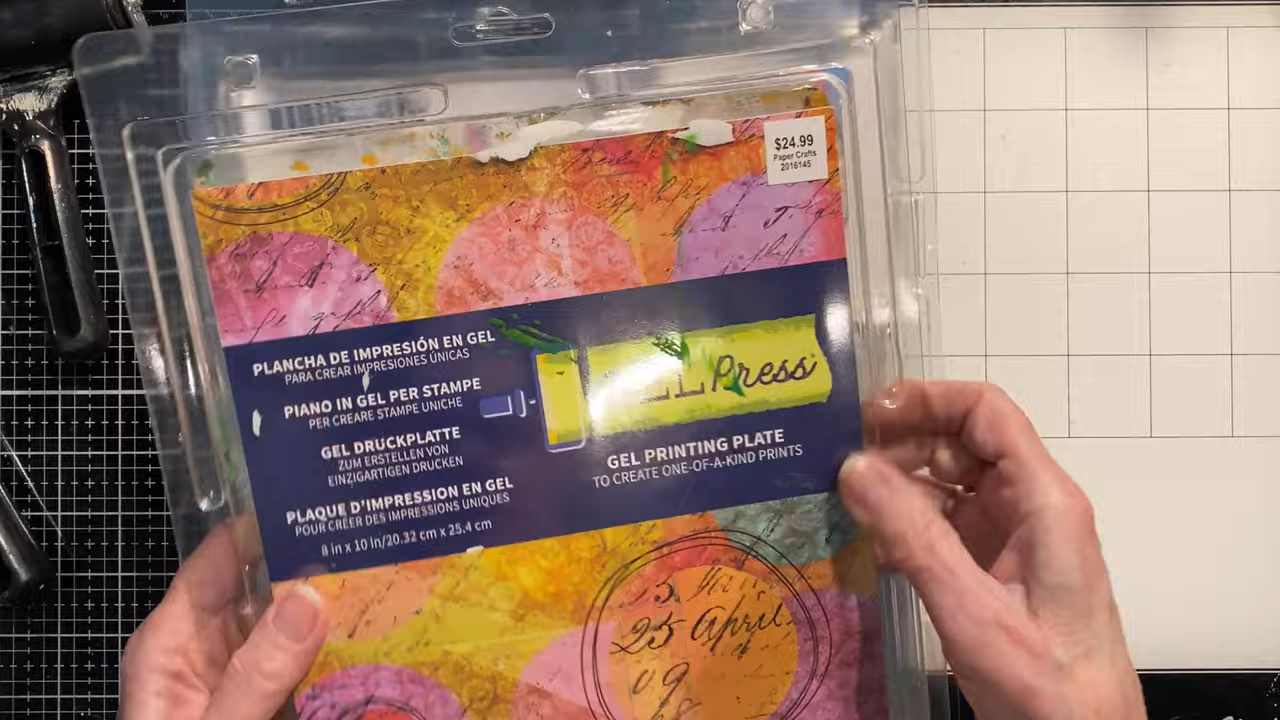 $24.99
Paper Crafts
2016145
PLANCHA DE IMPRESIÓN EN GEL
PARA CREAR IMPRESIONES ÚNICAS
PIANO IN GEL PER STAMPE
PER CREARE STAMPE UNICHE
GEL DRUCKPLATTE
ZUM ERSTELLEN VON
EINZIGARTIGEN DRUCKEN
PLAQUE D'IMPRESSION EN GEL
POUR CRÉER DES IMPRESSIONS UNIQUES
8 in x 10 in/20.32 cm x 25.4 cm
Press
GEL PRINTING PLATE
TO CREATE ONE-OF-A-KIND PRINTS
25 April